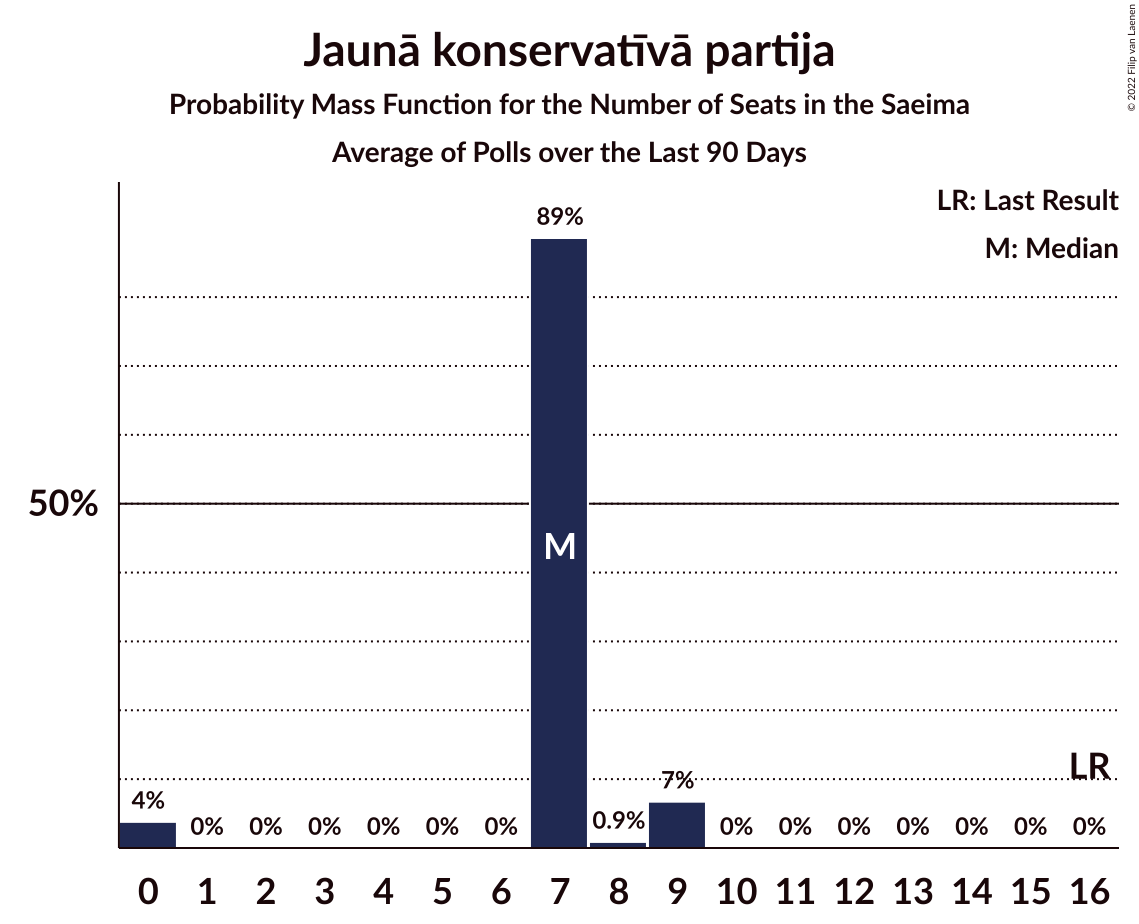 © 2022 Filip van Laenen
Jaunā konservatīvā partija
Probability Mass Function for the Number of Seats in the Saeima
Average of Polls over the Last 90 Days
LR: Last Result
M: Median
89%
50%
M
LR
4% 0% 0% 0% 0% 0% 0% 0.9% 7% 0% 0% 0% 0% 0% 0% 0%
0 1 2 3 4 5 6 7 8 9 10 11 12 13 14 15 16